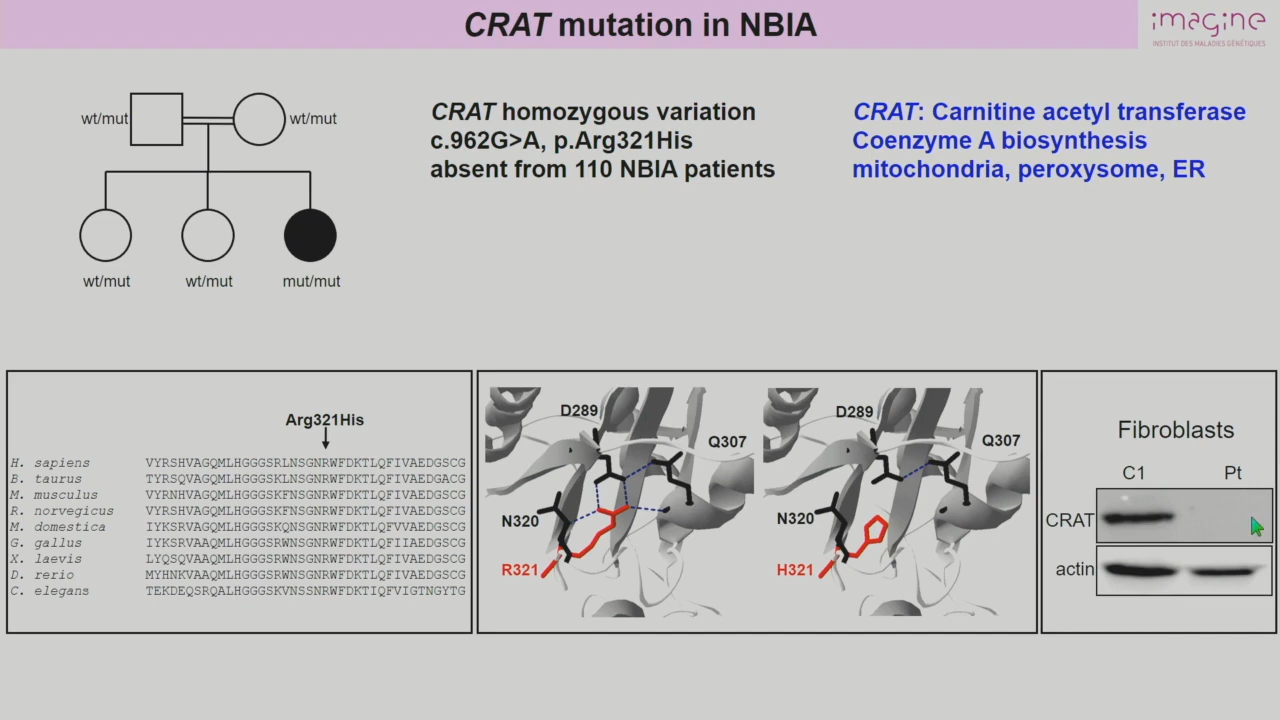 CRAT mutation in NBIA
imagine
INSTITUT DES MALADIES GÉNÉTIQUES
wt/mut
wt/mut
wt/mut
wt/mut
mut/mut
CRAT homozygous variation
c.962G>A, p.Arg321His
absent from 110 NBIA patients
CRAT: Carnitine acetyl transferase
Coenzyme A biosynthesis
mitochondria, peroxysome, ER
Arg321His
H. sapiens VYRSHVAGQMLHGGGSRLNSGNRWFDKTLQFIVAEDGSCG
B. taurus TYRSQVAGQMLHGGGSKLNSGNRWFDKTLQFIVAEDGACG
M. musculus VYRNHVAGQMLHGGGSKFNSGNRWFDKTLQFIVAEDGSCG
R. norvegicus VYRSHVAGQMLHGGGSKFNSGNRWFDKTLQFIVAEDGSCG
M. domestica IYKSRVAGQMLHGGGSKQNSGNRWFDKTLQFVVAEDGSCG
G. gallus IYKSRVAAQMLHGGGSRWNSGNRWFDKTLQFIIAEDGSCG
X. laevis LYQSQVAAQMLHGGGSRWNSGNRWFDKTLQFIVAEDGSCG
D. rerio MYHNKVAAQMLHGGGSRWNSGNRWFDKTLQFIVAEDGSCG
C. elegans TEKDEQSRQALHGGGSKVNSSNRWFDKTIQFVIGTNGYTG
D289
Q307
N320
R321
D289
Q307
N320
H321
Fibroblasts
C1 Pt
CRAT
actin